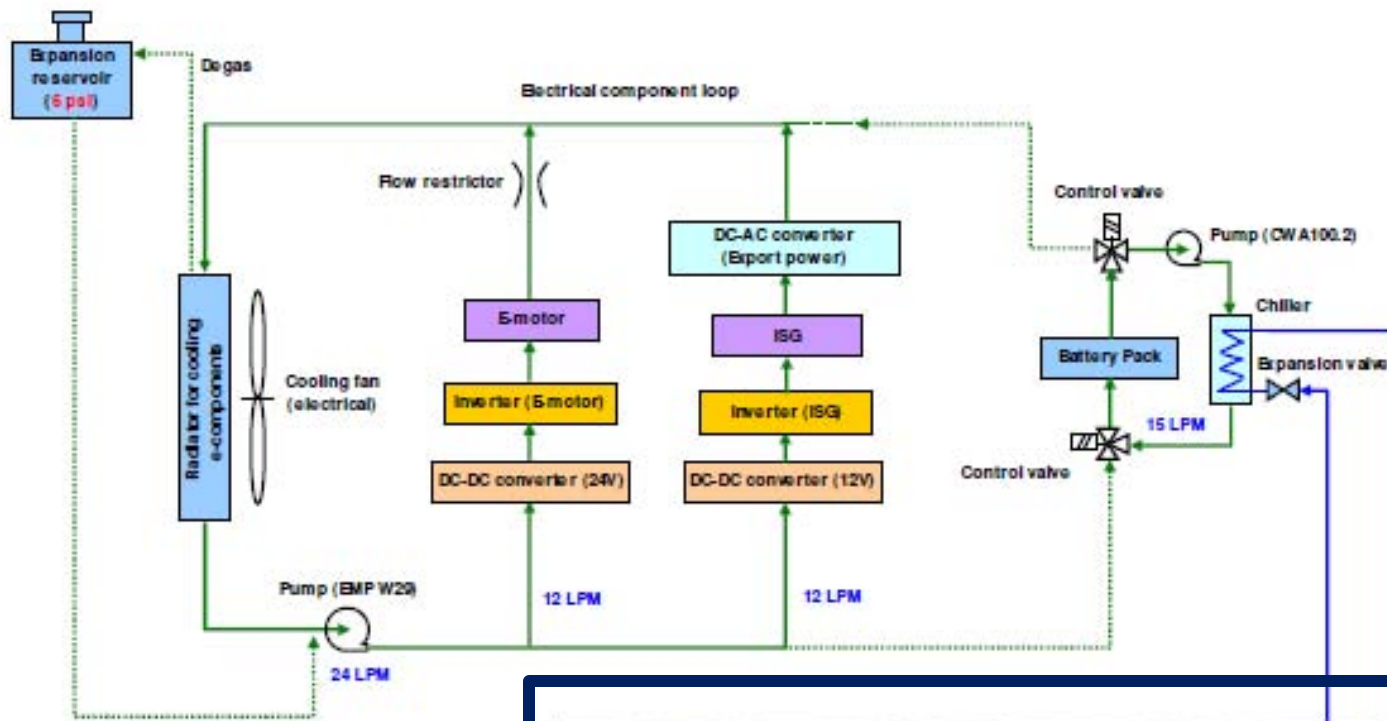 Expansion
reservoir
(6 psi)
Degas
Electrical component loop
Flow restrictor
Control valve
Pump (CWA100.2)
DC-AC converter
(Export power)
Radiator for cooling
e-components
Cooling fan
(electrical)
E-motor
ISG
Chiller
Battery Pack
Expansion valve
Inverter (E-motor)
Inverter (ISG)
15 LPM
Control valve
DC-DC converter (24V)
DC-DC converter (12V)
Pump (EMP W29)
12 LPM
12 LPM
24 LPM